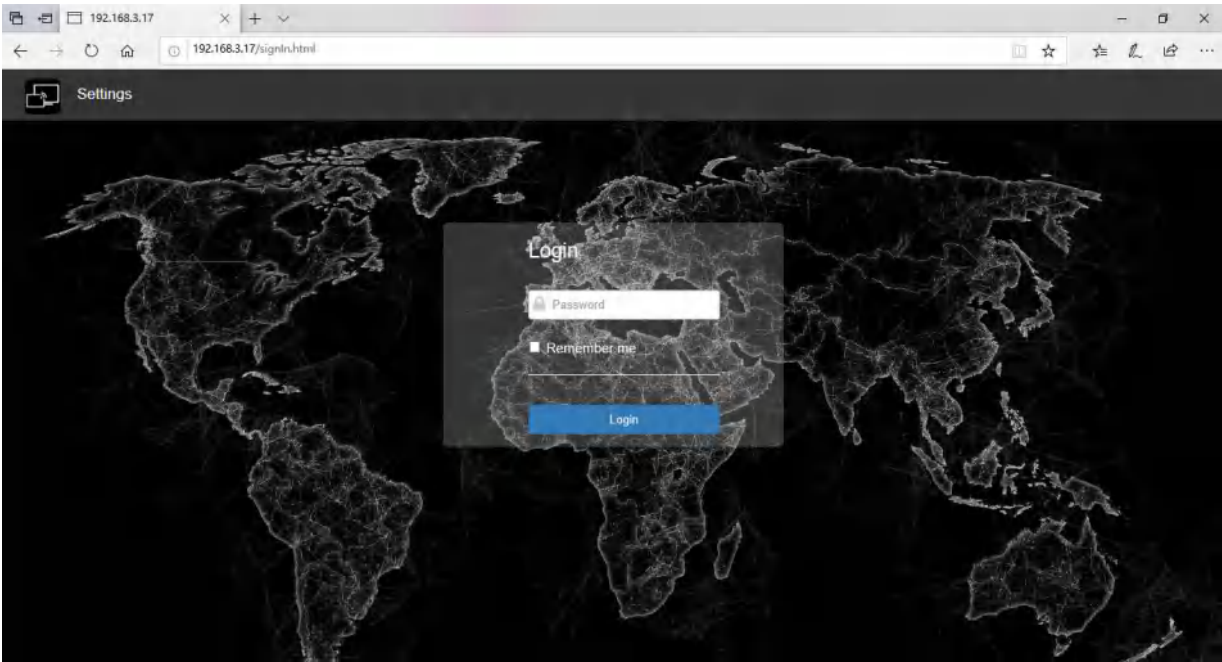 192.168.3.17
192.168.3.17/signIn.html
Settings
Login
Password
Remember me
Login